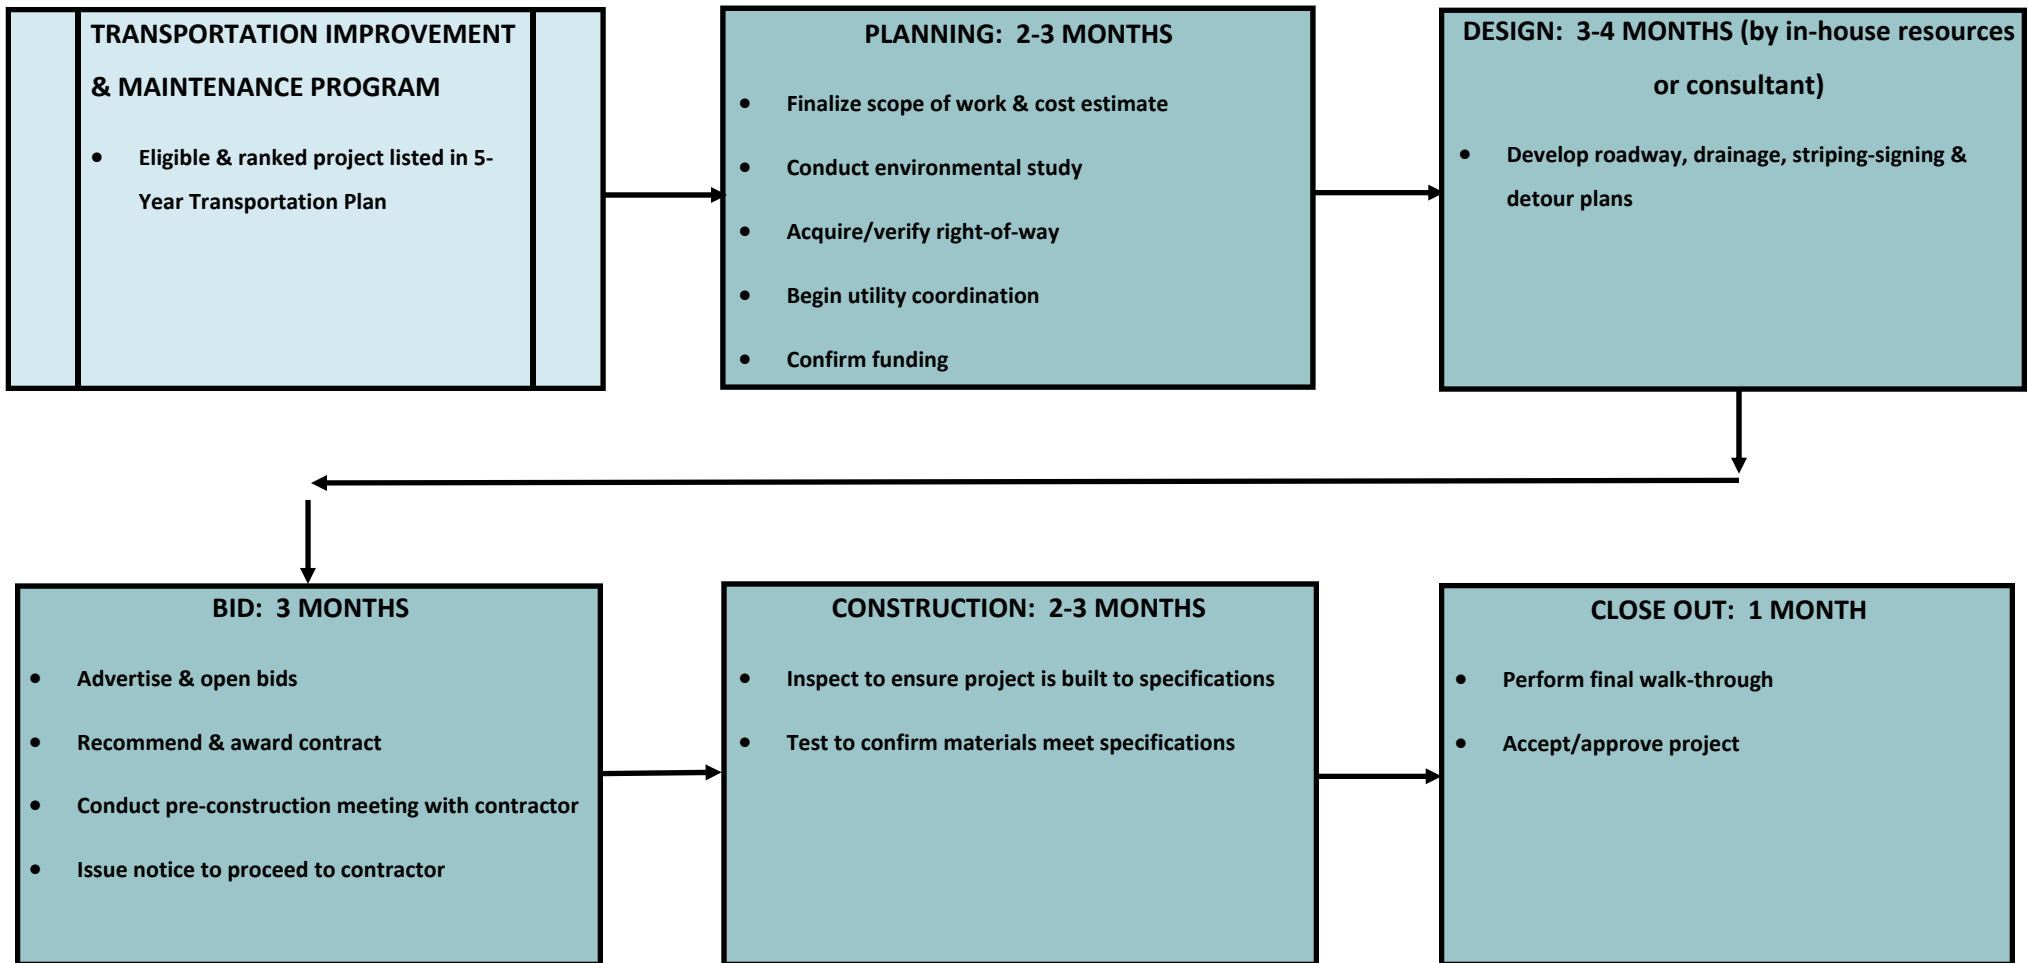 TRANSPORTATION IMPROVEMENT
& MAINTENANCE PROGRAM
• Eligible & ranked project listed in 5-
Year Transportation Plan
PLANNING: 2-3 MONTHS
• Finalize scope of work & cost estimate
• Conduct environmental study
• Acquire/verify right-of-way
• Begin utility coordination
• Confirm funding
DESIGN: 3-4 MONTHS (by in-house resources
or consultant)
• Develop roadway, drainage, striping-signing &
detour plans
BID: 3 MONTHS
• Advertise & open bids
• Recommend & award contract
• Conduct pre-construction meeting with contractor
• Issue notice to proceed to contractor
CONSTRUCTION: 2-3 MONTHS
• Inspect to ensure project is built to specifications
• Test to confirm materials meet specifications
CLOSE OUT: 1 MONTH
• Perform final walk-through
• Accept/approve project